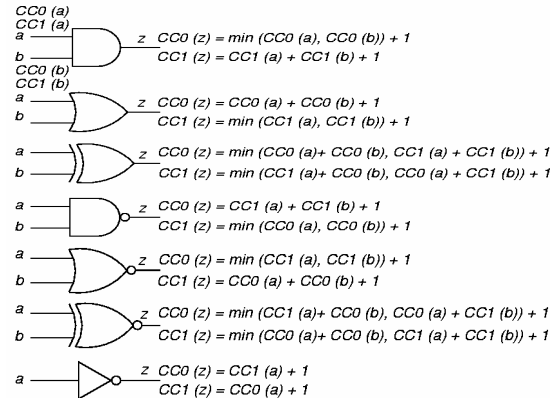 CC0 (a)
CC1 (a)
a
z CC0 (z) = min (CC0 (a), CC0 (b)) + 1
b
CC1 (z) = CC1 (a) + CC1 (b) + 1
CC0 (b)
CC1 (b)
a
z CC0 (z) = CC0 (a) + CC0 (b) + 1
b
CC1 (z) = min (CC1 (a), CC1 (b)) + 1
a
z CC0 (z) = min (CC0 (a)+ CC0 (b), CC1 (a) + CC1 (b)) + 1
b
CC1 (z) = min (CC1 (a)+ CC0 (b), CC0 (a) + CC1 (b)) + 1
a
z CC0 (z) = CC1 (a) + CC1 (b) + 1
b
CC1 (z) = min (CC0 (a), CC0 (b)) + 1
a
z CC0 (z) = min (CC1 (a), CC1 (b)) + 1
b
CC1 (z) = CC0 (a) + CC0 (b) + 1
a
z CC0 (z) = min (CC1 (a)+ CC0 (b), CC0 (a) + CC1 (b)) + 1
b
CC1 (z) = min (CC0 (a)+ CC0 (b), CC1 (a) + CC1 (b)) + 1
a
z CC0 (z) = CC1 (a) + 1
CC1 (z) = CC0 (a) + 1